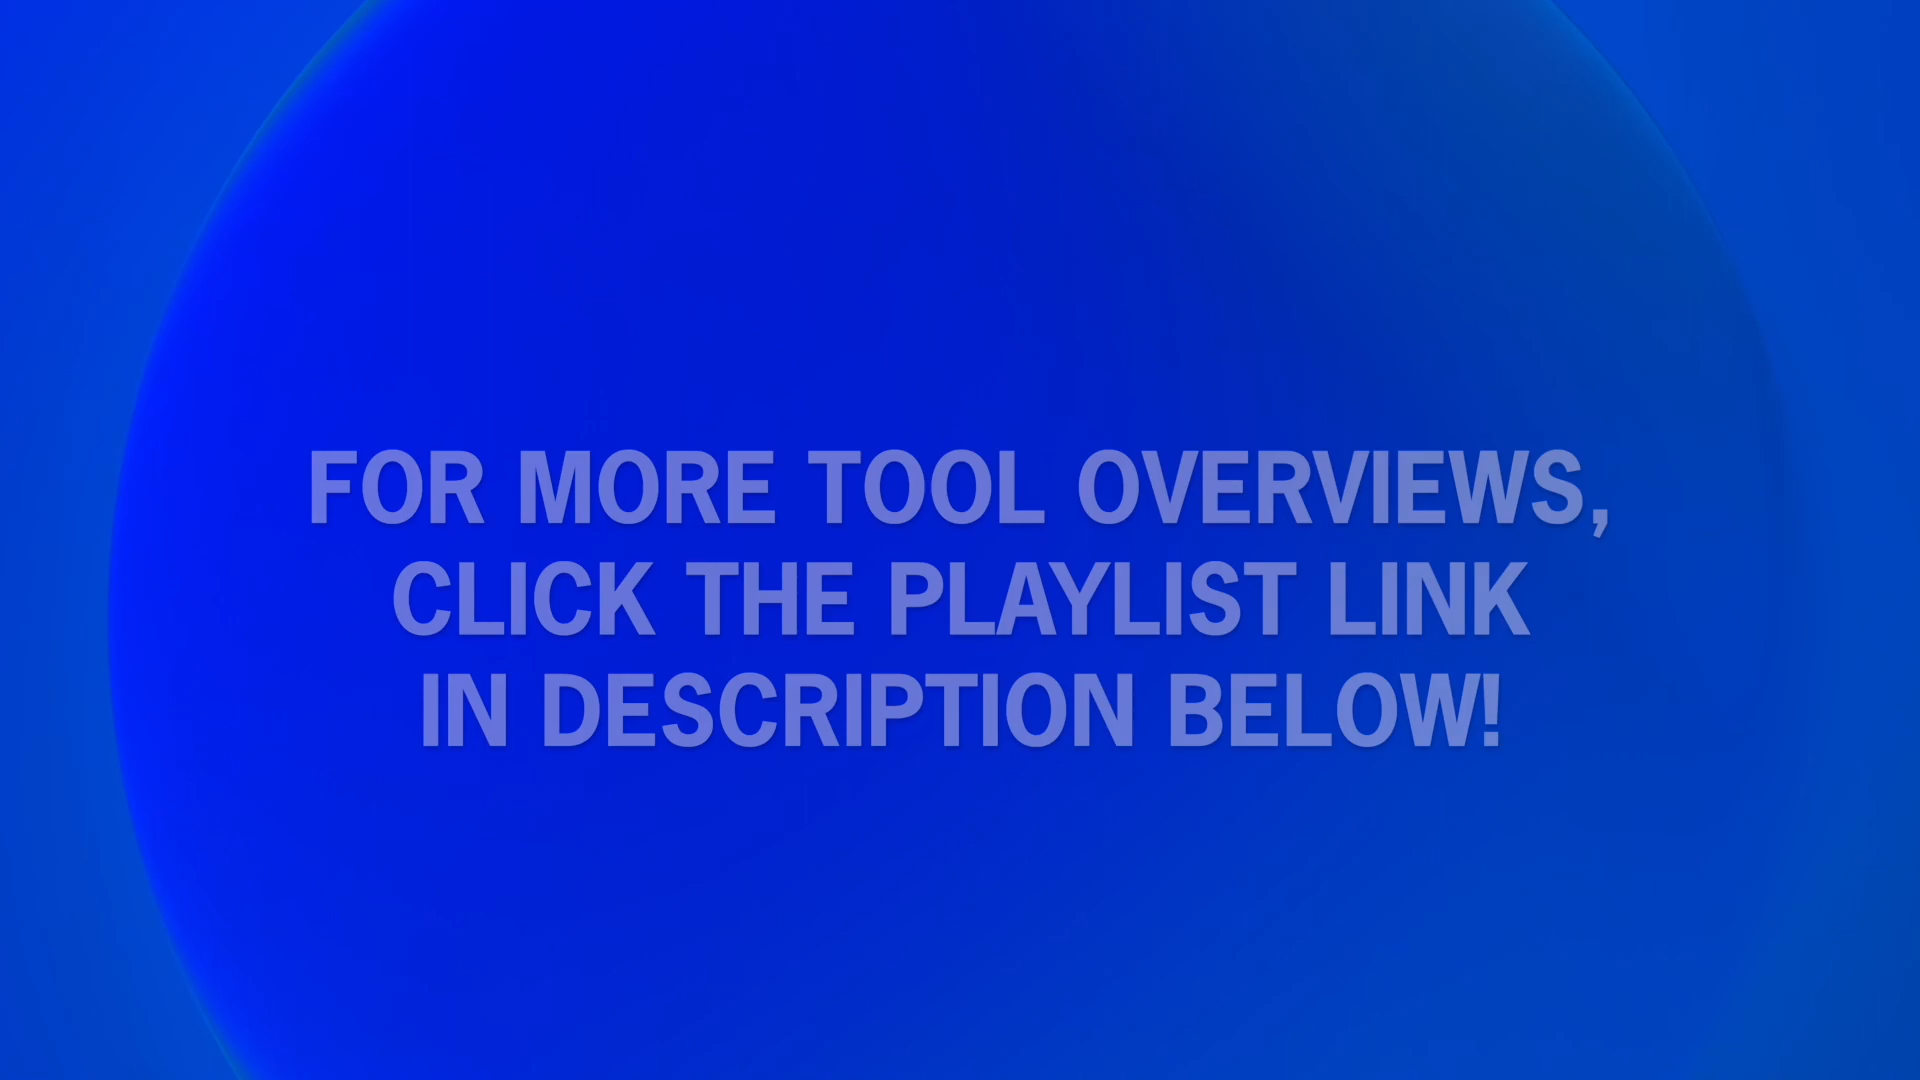 FOR MORE TOOL OVERVIEWS,
CLICK THE PLAYLIST LINK
IN DESCRIPTION BELOW!